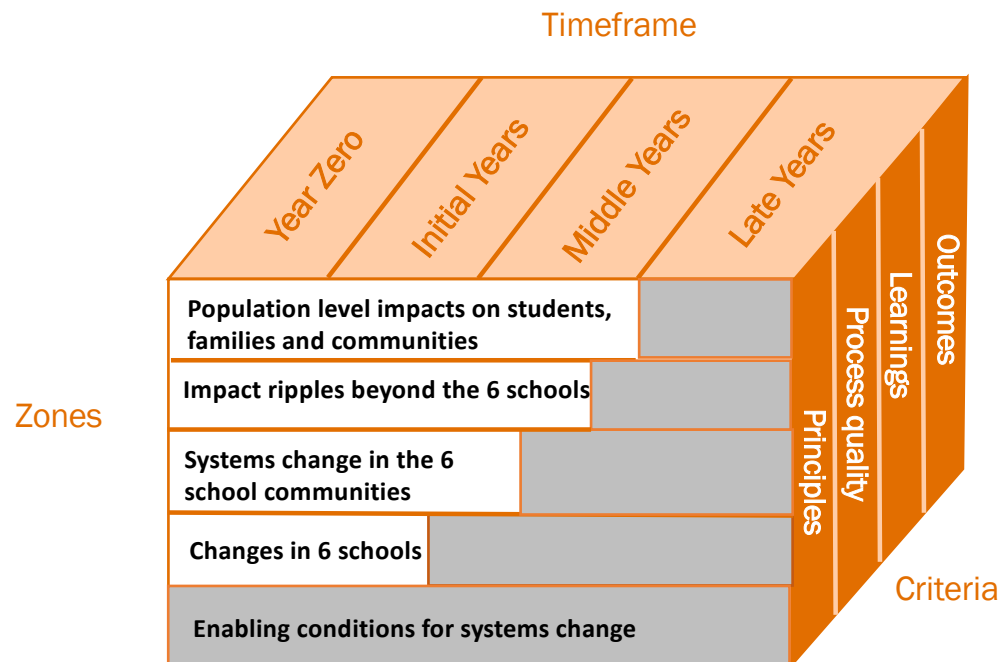 Timeframe
Year Zero
Initial Years
Middle Years
Late Years
Population level impacts on students,
families and communities
Impact ripples beyond the 6 schools
Zones
Systems change in the 6
school communities
Changes in 6 schools
Enabling conditions for systems change
Principles
Process quality
Learnings
Outcomes
Criteria